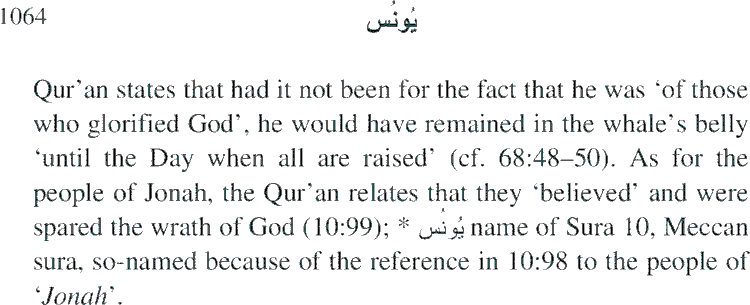 1064
يُونُس
Qur’an states that had it not been for the fact that he was ‘of those
who glorified God’, he would have remained in the whale’s belly
‘until the Day when all are raised’ (cf. 68:48–50). As for the
people of Jonah, the Qur’an relates that they ‘believed’ and were
spared the wrath of God (10:99); * يُونُس name of Sura 10, Meccan
sura, so-named because of the reference in 10:98 to the people of
‘Jonah’.